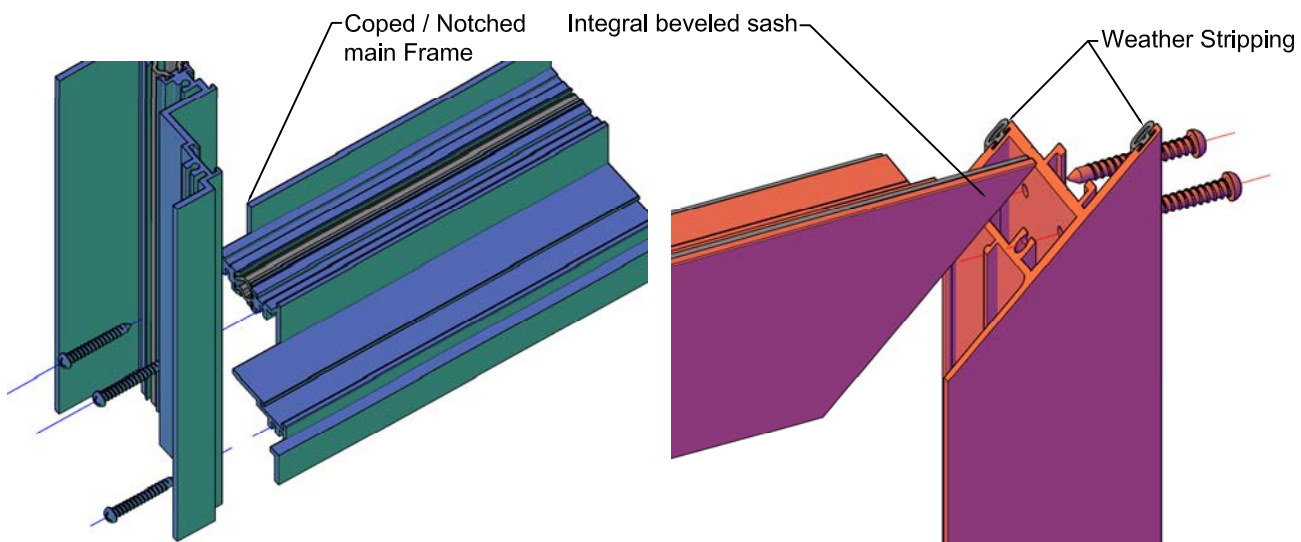 Coped / Notched
main Frame
Integral beveled sash
Weather Stripping